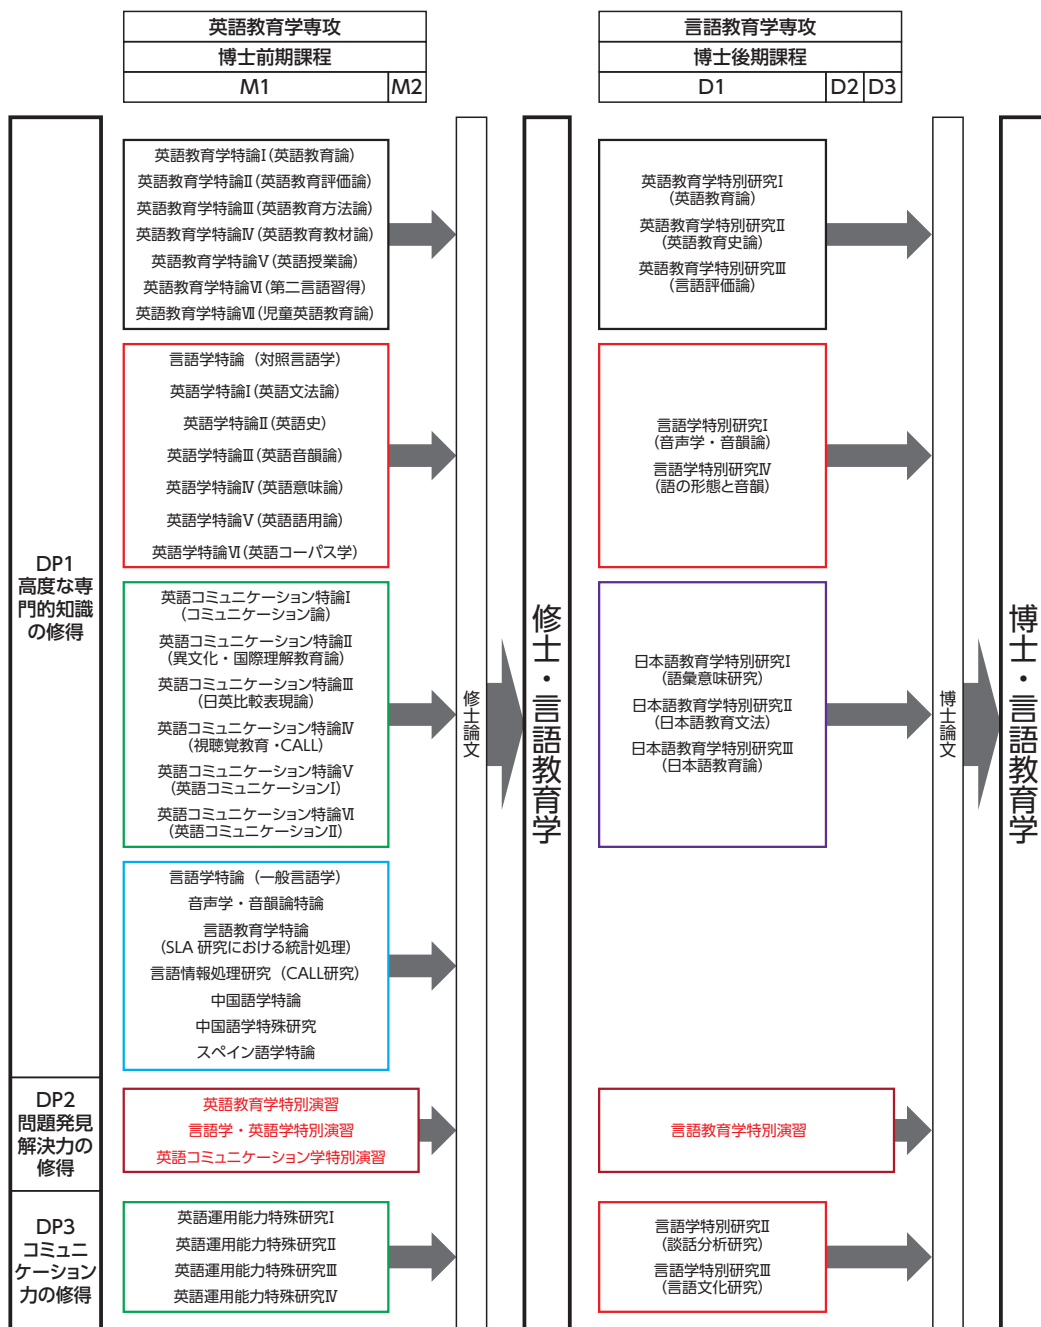 英語教育学専攻
博士前期課程
M1
M2
言語教育学専攻
博士後期課程
D1
D2
D3
DP1
高度な専
門的知識
の修得
英語教育学特論Ⅰ(英語教育論)
英語教育学特論Ⅱ(英語教育評価論)
英語教育学特論Ⅲ(英語教育方法論)
英語教育学特論Ⅳ(英語教育教材論)
英語教育学特論Ⅴ(英語授業論)
英語教育学特論Ⅵ(第二言語習得)
英語教育学特論Ⅶ(児童英語教育論)
言語学特論（対照言語学）
英語学特論Ⅰ(英語文法論)
英語学特論Ⅱ(英語史)
英語学特論Ⅲ(英語音韻論)
英語学特論Ⅳ(英語意味論)
英語学特論Ⅴ(英語語用論)
英語学特論Ⅵ(英語コーパス学)
英語コミュニケーション特論Ⅰ
(コミュニケーション論)
英語コミュニケーション特論Ⅱ
(異文化・国際理解教育論)
英語コミュニケーション特論Ⅲ
(日英比較表現論)
英語コミュニケーション特論Ⅳ
(視聴覚教育・CALL)
英語コミュニケーション特論Ⅴ
(英語コミュニケーションⅠ)
英語コミュニケーション特論Ⅵ
(英語コミュニケーションⅡ)
言語学特論（一般言語学）
音声学・音韻論特論
言語教育学特論
(SLA 研究における統計処理)
言語情報処理研究（CALL研究）
中国語学特論
中国語学特殊研究
スペイン語学特論
修士論文
修士・言語教育学
英語教育学特別研究Ⅰ
(英語教育論)
英語教育学特別研究Ⅱ
(英語教育史論)
英語教育学特別研究Ⅲ
(言語評価論)
言語学特別研究Ⅰ
(音声学・音韻論)
言語学特別研究Ⅳ
(語の形態と音韻)
日本語教育学特別研究Ⅰ
(語彙意味研究)
日本語教育学特別研究Ⅱ
(日本語教育文法)
日本語教育学特別研究Ⅲ
(日本語教育論)
博士論文
博士・言語教育学
DP2
問題発見
解決力の
修得
英語教育学特別演習
言語学・英語学特別演習
英語コミュニケーション学特別演習
言語教育学特別演習
DP3
コミュニ
ケーション
力の修得
英語運用能力特殊研究Ⅰ
英語運用能力特殊研究Ⅱ
英語運用能力特殊研究Ⅲ
英語運用能力特殊研究Ⅳ
言語学特別研究Ⅱ
(談話分析研究)
言語学特別研究Ⅲ
(言語文化研究)